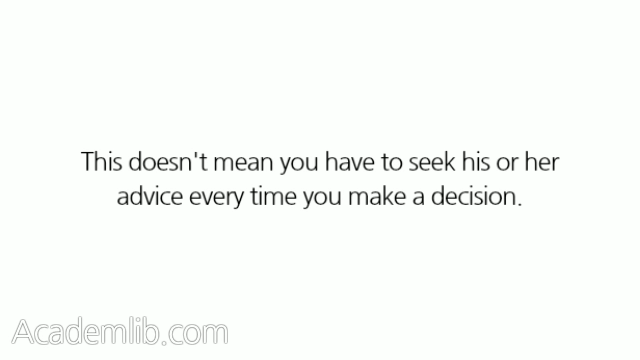 This doesn't mean you have to seek his or her
advice every time you make a decision.
Academlib.com